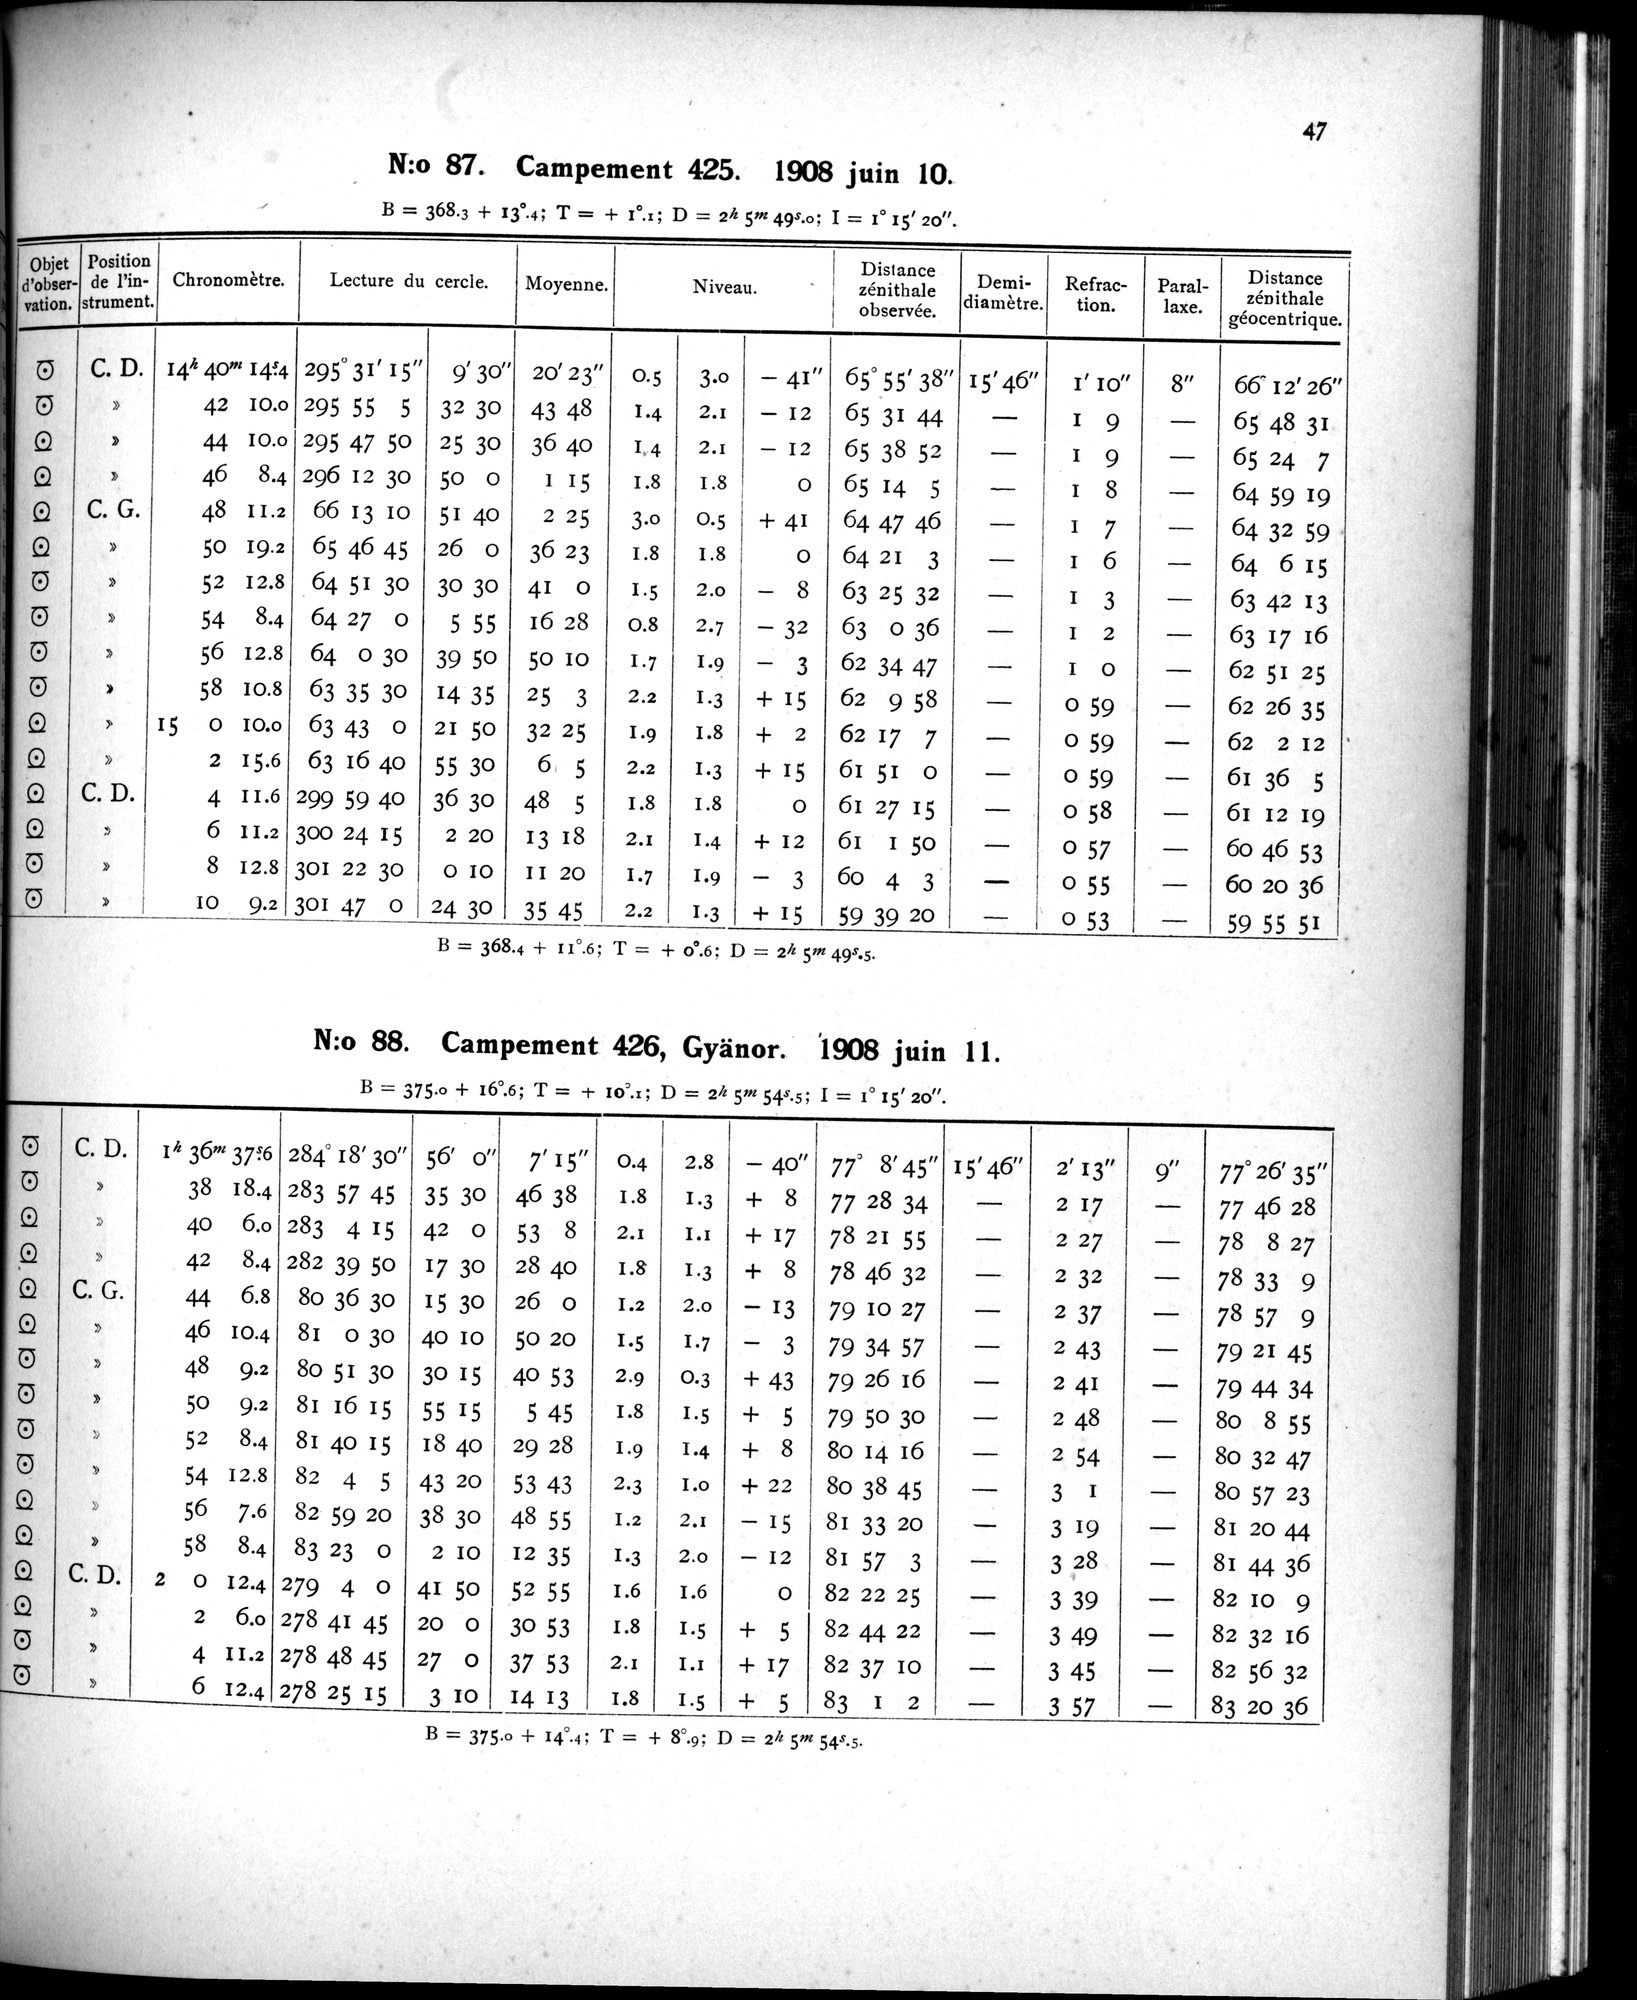 47
N:o 87. Campement 425. 1908 juin 10.
B = 368.3 + 13°.4; T = + 1°.1; D = 2h 5m 49s.0; I = 1° 15′ 20″.
Objet d'obser-vation. Position de l'in-strument. Chronomètre. Lecture du cercle. Moyenne. Niveau. Distance zénithale observée. Demi-diamètre. Refrac-tion. Paral-laxe. Distance zénithale géocentrique.
C. D. 14h 40m 14s.4 295° 31′ 15″ 9′ 30″ 20′ 23″ 0.5 3.0 — 41″ 65° 55′ 38″ 15′ 46″ 1′ 10″ 8″ 66° 12′ 26″
» 42 10.0 295 55 5 32 30 43 48 1.4 2.1 — 12 65 31 44 — 1 9 — 65 48 31
» 44 10.0 295 47 50 25 30 36 40 1.4 2.1 — 12 65 38 52 — 1 9 — 65 24 7
» 46 8.4 296 12 30 50 0 1 15 1.8 1.8 0 65 14 5 — 1 8 — 64 59 19
C. G. 48 11.2 66 13 10 51 40 2 25 3.0 0.5 + 41 64 47 46 — 1 7 — 64 32 59
» 50 19.2 65 46 45 26 0 36 23 1.8 1.8 0 64 21 3 — 1 6 — 64 6 15
» 52 12.8 64 51 30 30 30 41 0 1.5 2.0 — 8 63 25 32 — 1 3 — 63 42 13
» 54 8.4 64 27 0 5 55 16 28 0.8 2.7 — 32 63 0 36 — 1 2 — 63 17 16
» 56 12.8 64 0 30 39 50 50 10 1.7 1.9 — 3 62 34 47 — 1 0 — 62 51 25
» 58 10.8 63 35 30 14 35 25 3 2.2 1.3 + 15 62 9 58 — 0 59 — 62 26 35
» 15 0 10.0 63 43 0 21 50 32 25 1.9 1.8 + 2 62 17 7 — 0 59 — 62 2 12
» 2 15.6 63 16 40 55 30 6 5 2.2 1.3 + 15 61 51 0 — 0 59 — 61 36 5
C. D. 4 11.6 299 59 40 36 30 48 5 1.8 1.8 0 61 27 15 — 0 58 — 61 12 19
» 6 11.2 300 24 15 2 20 13 18 2.1 1.4 + 12 61 1 50 — 0 57 — 60 46 53
» 8 12.8 301 22 30 0 10 11 20 1.7 1.9 — 3 60 4 3 — 0 55 — 60 20 36
» 10 9.2 301 47 0 24 30 35 45 2.2 1.3 + 15 59 39 20 — 0 53 — 59 55 51
B = 368.4 + 11°.6; T = + 0°.6; D = 2h 5m 49s.5.
N:o 88. Campement 426, Gyänor. 1908 juin 11.
B = 375.0 + 16°.6; T = + 10°.1; D = 2h 5m 54s.5; I = 1° 15′ 20″.
C. D. 1h 36m 37s.6 284° 18′ 30″ 56′ 0″ 7′ 15″ 0.4 2.8 — 40″ 77° 8′ 45″ 15′ 46″ 2′ 13″ 9″ 77° 26′ 35″
» 38 18.4 283 57 45 35 30 46 38 1.8 1.3 + 8 77 28 34 — 2 17 — 77 46 28
» 40 6.0 283 4 15 42 0 53 8 2.1 1.1 + 17 78 21 55 — 2 27 — 78 8 27
» 42 8.4 282 39 50 17 30 28 40 1.8 1.3 + 8 78 46 32 — 2 32 — 78 33 9
C. G. 44 6.8 80 36 30 15 30 26 0 1.2 2.0 — 13 79 10 27 — 2 37 — 78 57 9
» 46 10.4 81 0 30 40 10 50 20 1.5 1.7 — 3 79 34 57 — 2 43 — 79 21 45
» 48 9.2 80 51 30 30 15 40 53 2.9 0.3 + 43 79 26 16 — 2 41 — 79 44 34
» 50 9.2 81 16 15 55 15 5 45 1.8 1.5 + 5 79 50 30 — 2 48 — 80 8 55
» 52 8.4 81 40 15 18 40 29 28 1.9 1.4 + 8 80 14 16 — 2 54 — 80 32 47
» 54 12.8 82 4 5 43 20 53 43 2.3 1.0 + 22 80 38 45 — 3 1 — 80 57 23
» 56 7.6 82 59 20 38 30 48 55 1.2 2.1 — 15 81 33 20 — 3 19 — 81 20 44
» 58 8.4 83 23 0 2 10 12 35 1.3 2.0 — 12 81 57 3 — 3 28 — 81 44 36
C. D. 2 0 12.4 279 4 0 41 50 52 55 1.6 1.6 0 82 22 25 — 3 39 — 82 10 9
» 2 6.0 278 41 45 20 0 30 53 1.8 1.5 + 5 82 44 22 — 3 49 — 82 32 16
» 4 11.2 278 48 45 27 0 37 53 2.1 1.1 + 17 82 37 10 — 3 45 — 82 56 32
» 6 12.4 278 25 15 3 10 14 13 1.8 1.5 + 5 83 1 2 — 3 57 — 83 20 36
B = 375.0 + 14°.4; T = + 8°.9; D = 2h 5m 54s.5.